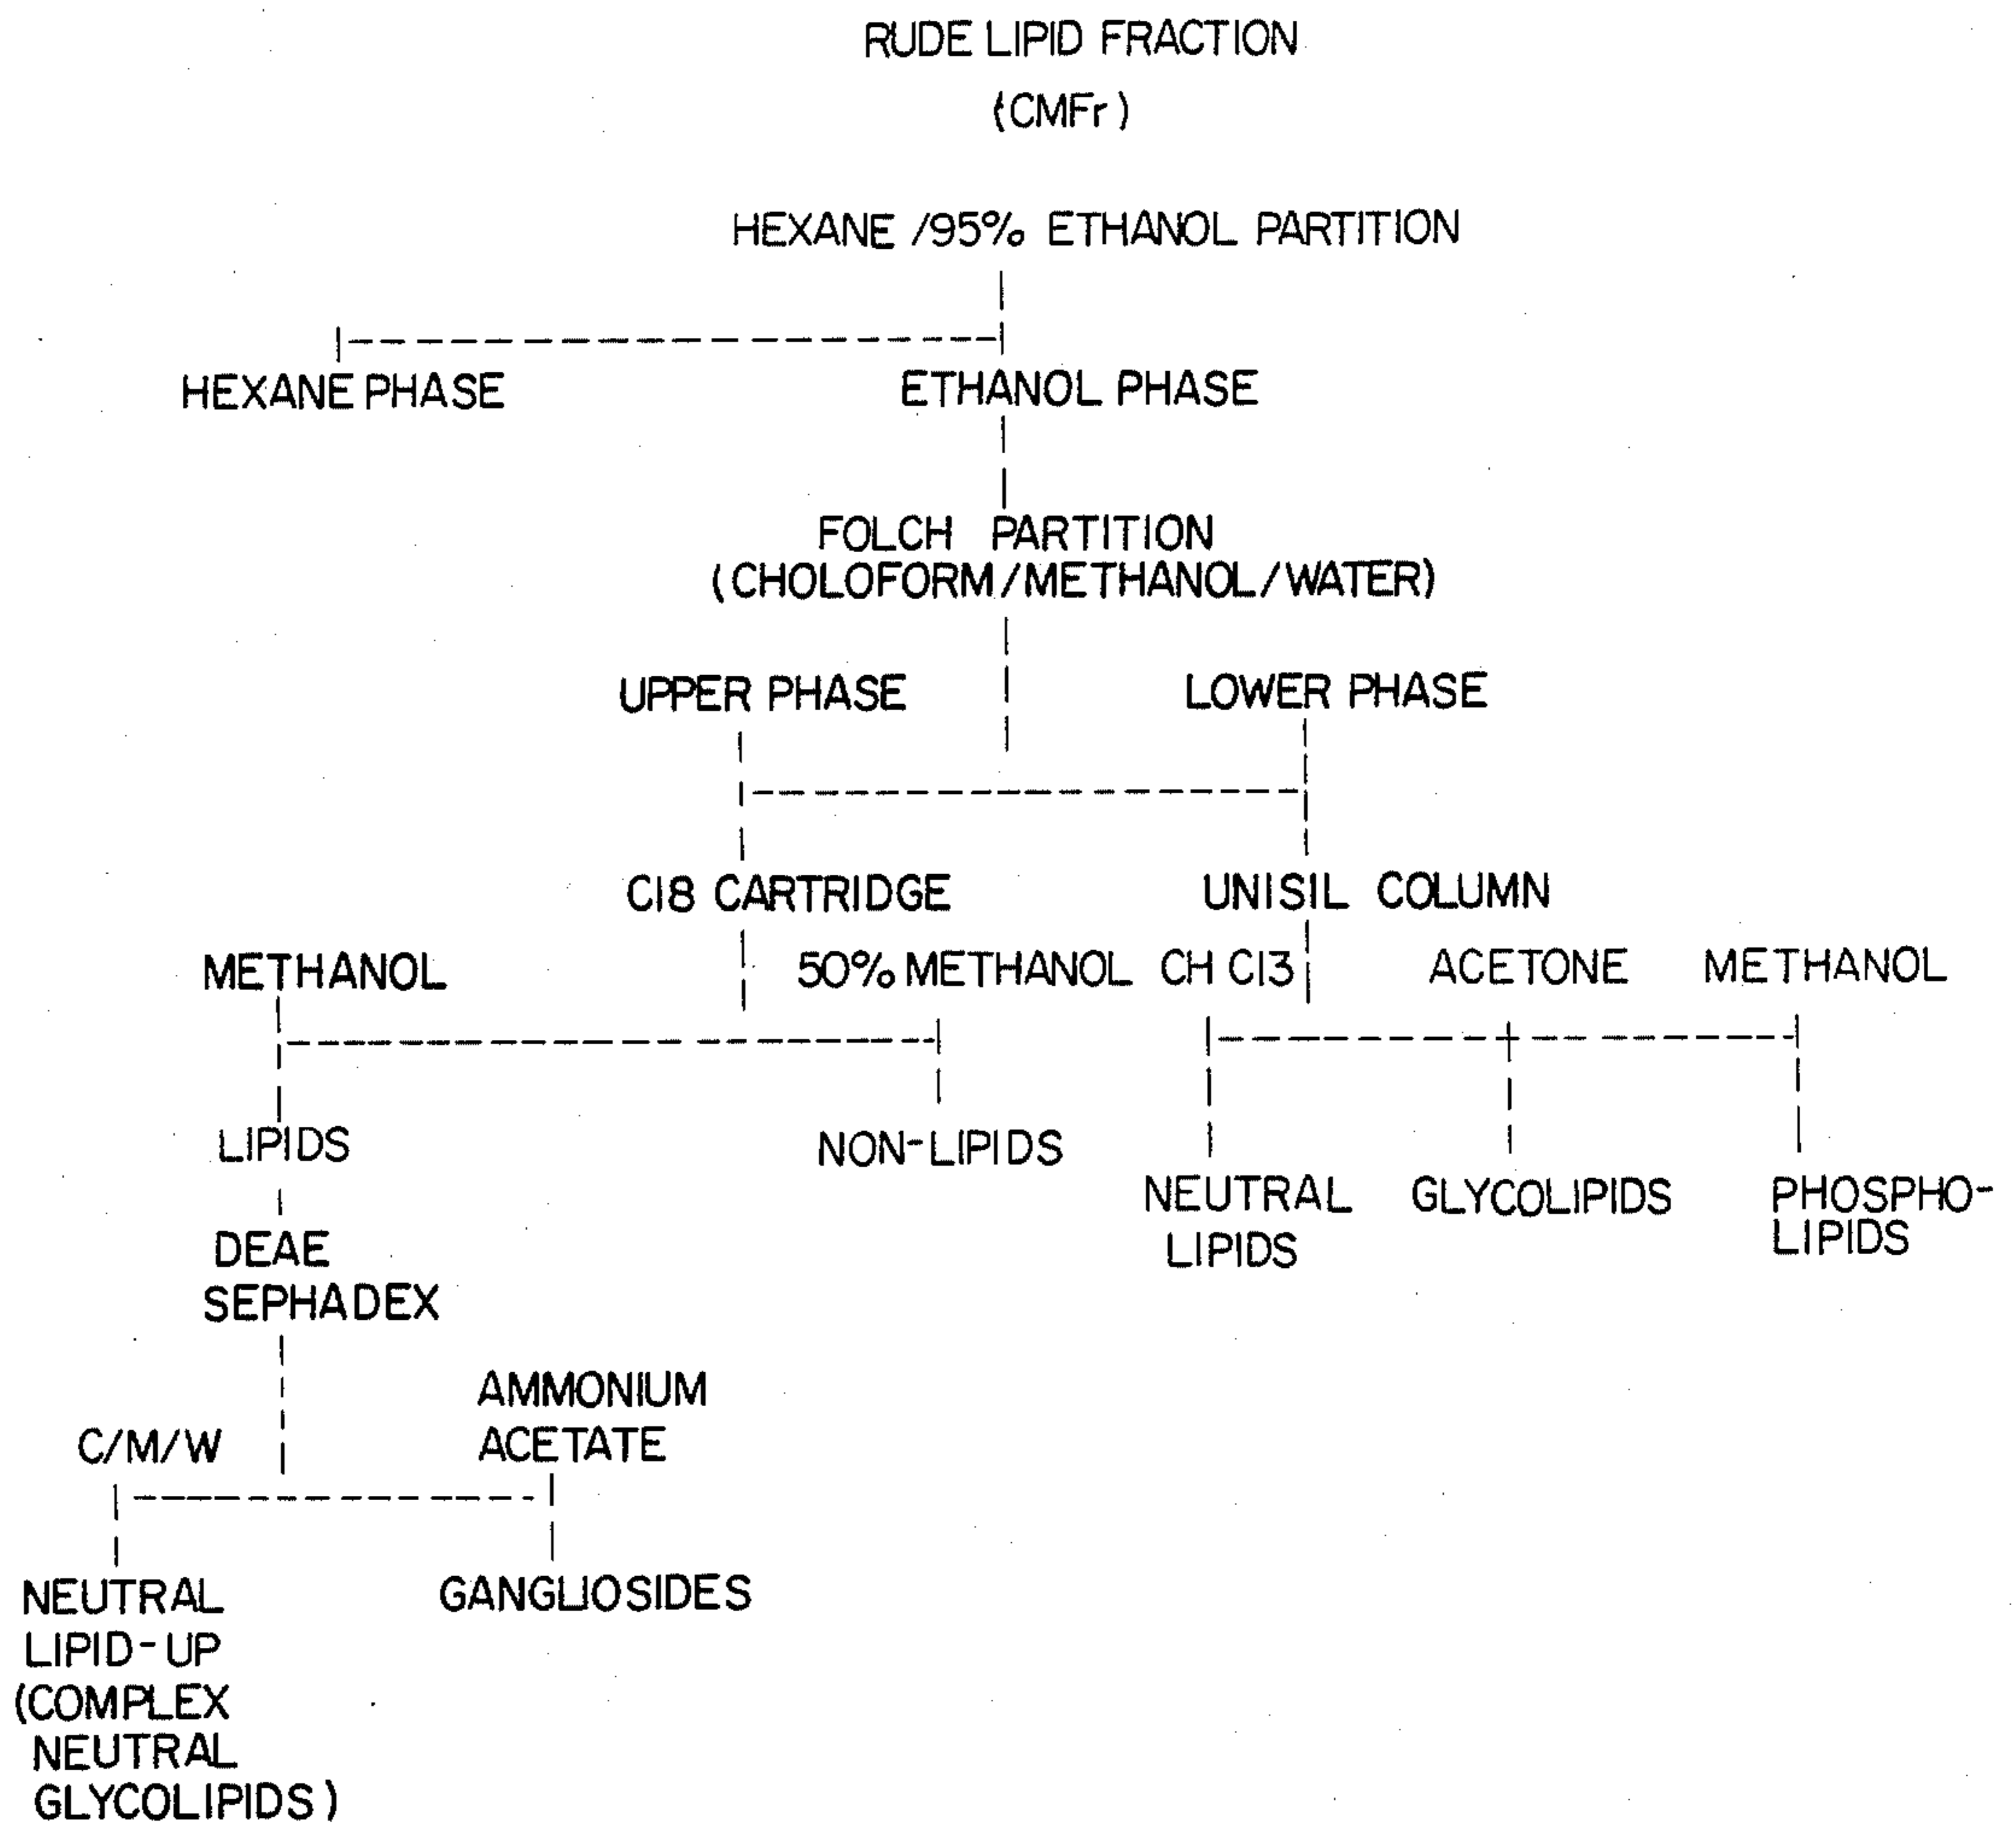 RUDE LIPID FRACTION
(CMFr)
HEXANE /95% ETHANOL PARTITION
HEXANE PHASE
ETHANOL PHASE
FOLCH PARTITION
(CHOLOFORM/METHANOL/WATER)
UPPER PHASE
LOWER PHASE
C18 CARTRIDGE
UNISIL COLUMN
METHANOL
50% METHANOL
CH Cl3
ACETONE
METHANOL
LIPIDS
NON-LIPIDS
NEUTRAL
LIPIDS
GLYCOLIPIDS
PHOSPHO-
LIPIDS
DEAE
SEPHADEX
C/M/W
AMMONIUM
ACETATE
NEUTRAL
LIPID-UP
(COMPLEX
NEUTRAL
GLYCOLIPIDS)
GANGLIOSIDES